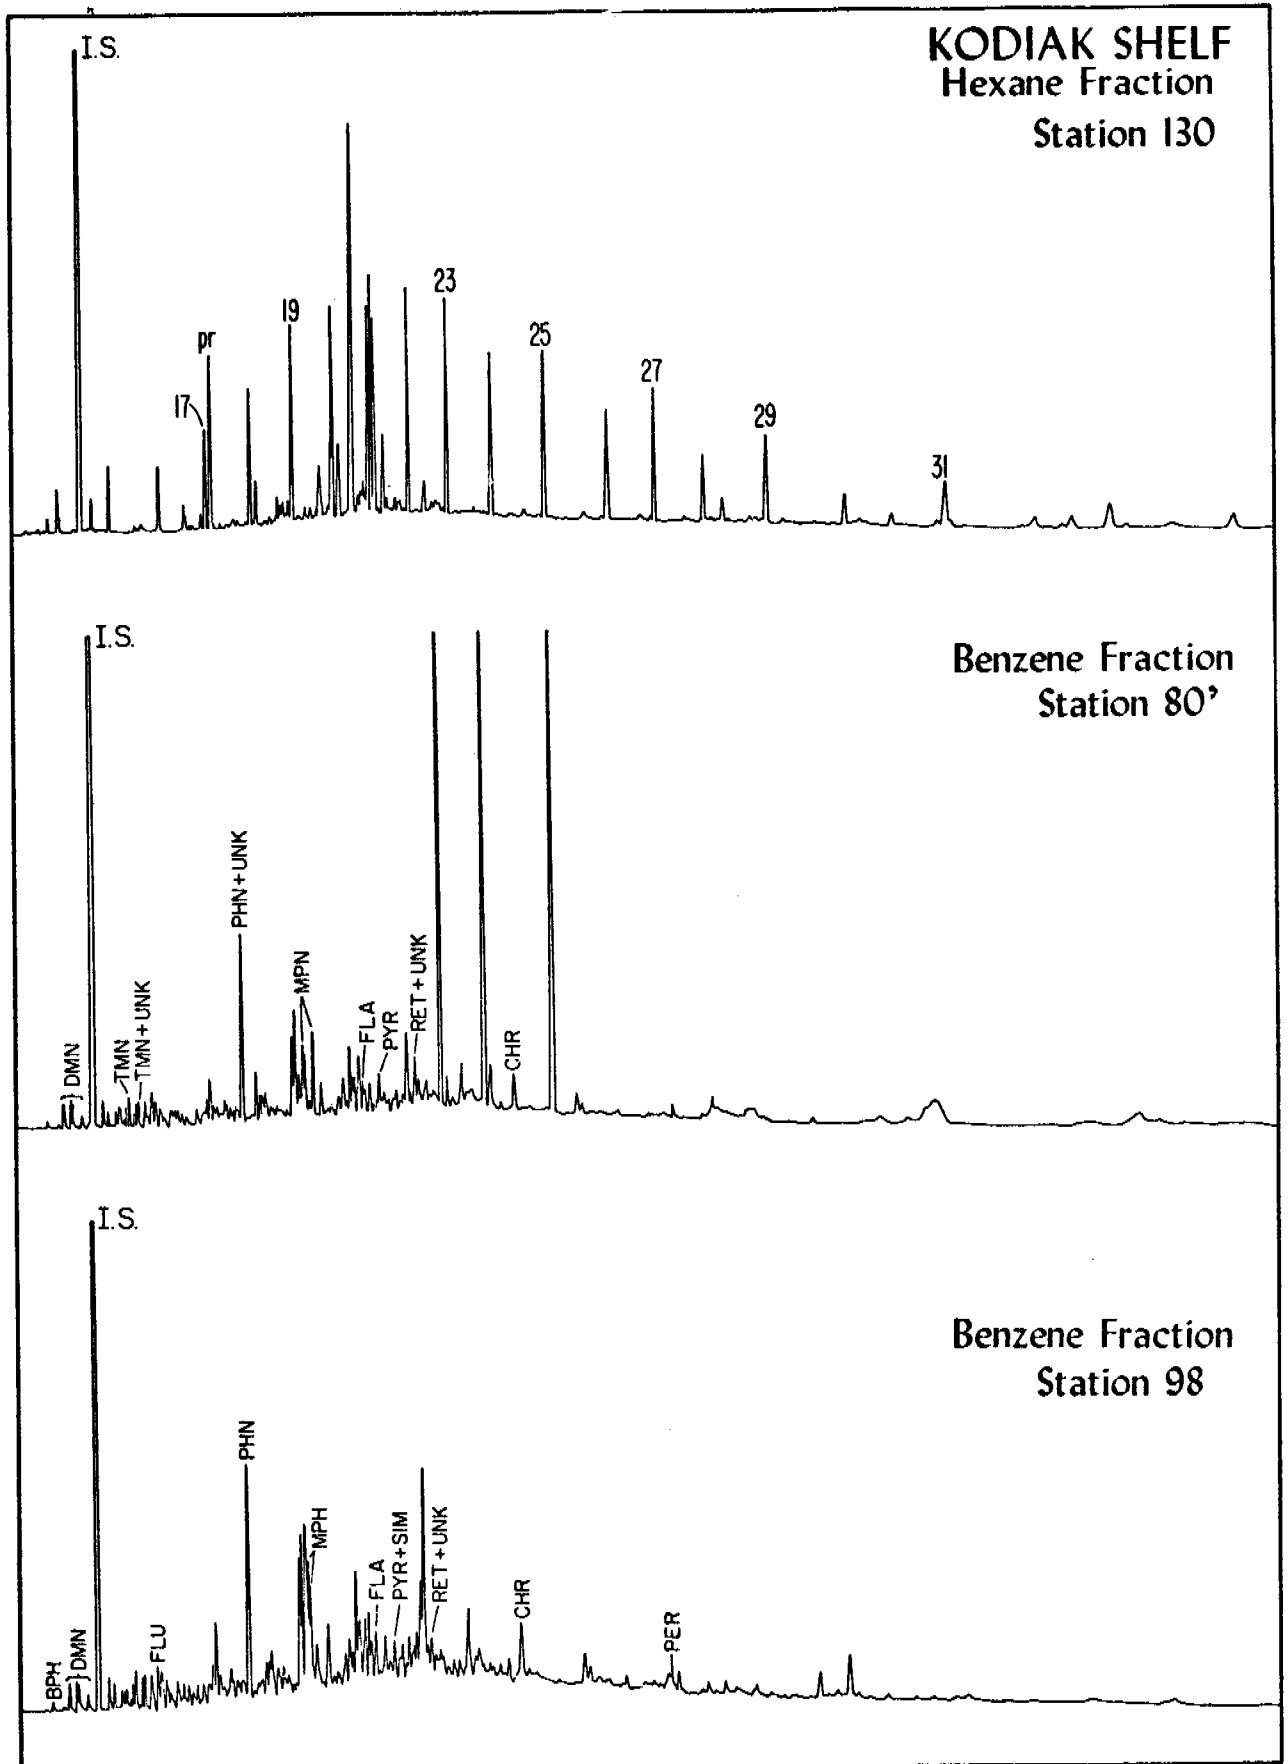 I.S.
KODIAK SHELF
Hexane Fraction
Station 130
17
pr
19
23
25
27
29
31
I.S.
Benzene Fraction
Station 80'
} DMN
TMN
TMN + UNK
PHN + UNK
MPN
FLA
PYR
RET + UNK
CHR
I.S.
Benzene Fraction
Station 98
BPH
}DMN
FLU
PHN
MPH
FLA
PYR + SIM
RET + UNK
CHR
PER